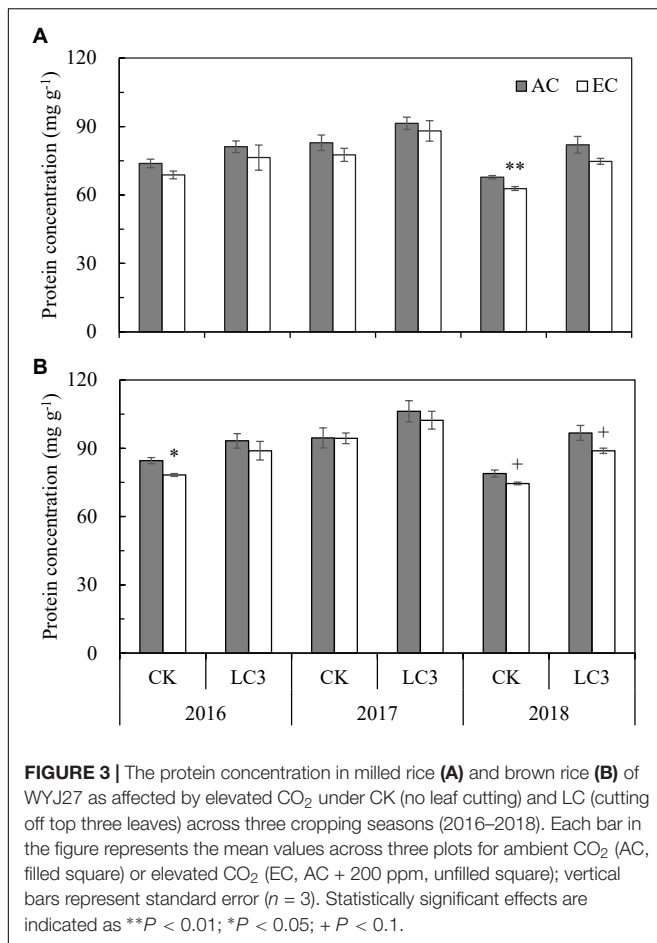 A
Protein concentration (mg g⁻¹)
120
90
60
30
0
AC EC
**
B
Protein concentration (mg g⁻¹)
120
90
60
30
0
*
+
+
CK LC3 CK LC3 CK LC3
2016 2017 2018
FIGURE 3 | The protein concentration in milled rice (A) and brown rice (B) of
WYJ27 as affected by elevated CO₂ under CK (no leaf cutting) and LC (cutting
off top three leaves) across three cropping seasons (2016–2018). Each bar in
the figure represents the mean values across three plots for ambient CO₂ (AC,
filled square) or elevated CO₂ (EC, AC + 200 ppm, unfilled square); vertical
bars represent standard error (n = 3). Statistically significant effects are
indicated as **P < 0.01; *P < 0.05; + P < 0.1.